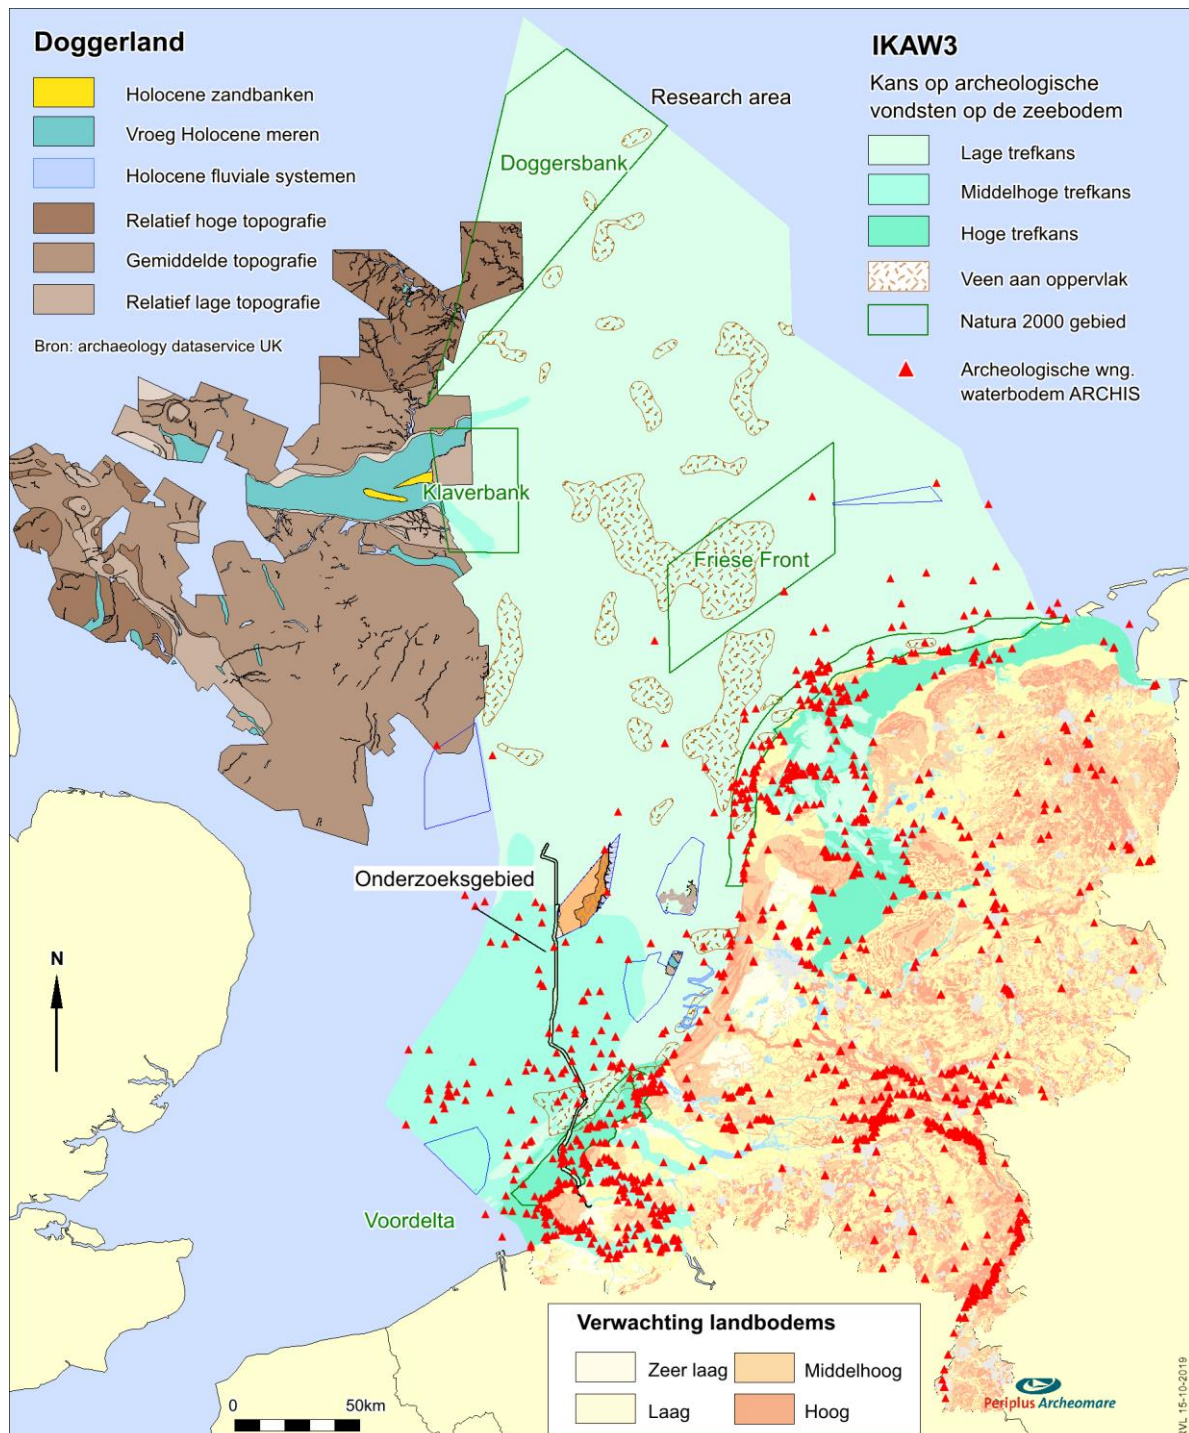 Doggerland
Holocene zandbanken
Vroeg Holocene meren
Holocene fluviale systemen
Relatief hoge topografie
Gemiddelde topografie
Relatief lage topografie
Bron: archaeology dataservice UK
IKAW3
Kans op archeologische
vondsten op de zeebodem
Lage trefkans
Middelhoge trefkans
Hoge trefkans
Veen aan oppervlak
Natura 2000 gebied
Archeologische wng.
waterbodem ARCHIS
Research area
Doggersbank
Klaverbank
Friese Front
Onderzoeksgebied
N
Voordelta
Verwachting landbodems
Zeer laag
Middelhoog
Laag
Hoog
0
50km
Periplus Archeomare
RVL 15-10-2019